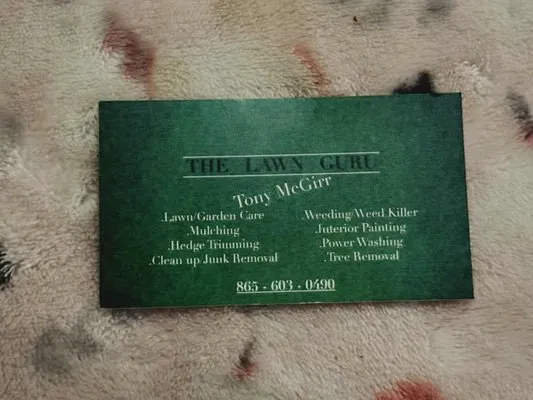 THE LAWN GURU
Tony McGirr
.Lawn/Garden Care
.Mulching
.Hedge Trimming
.Clean up Junk Removal
.Weeding/Weed Killer
.Interior Painting
.Power Washing
.Tree Removal
865 - 603 - 0490